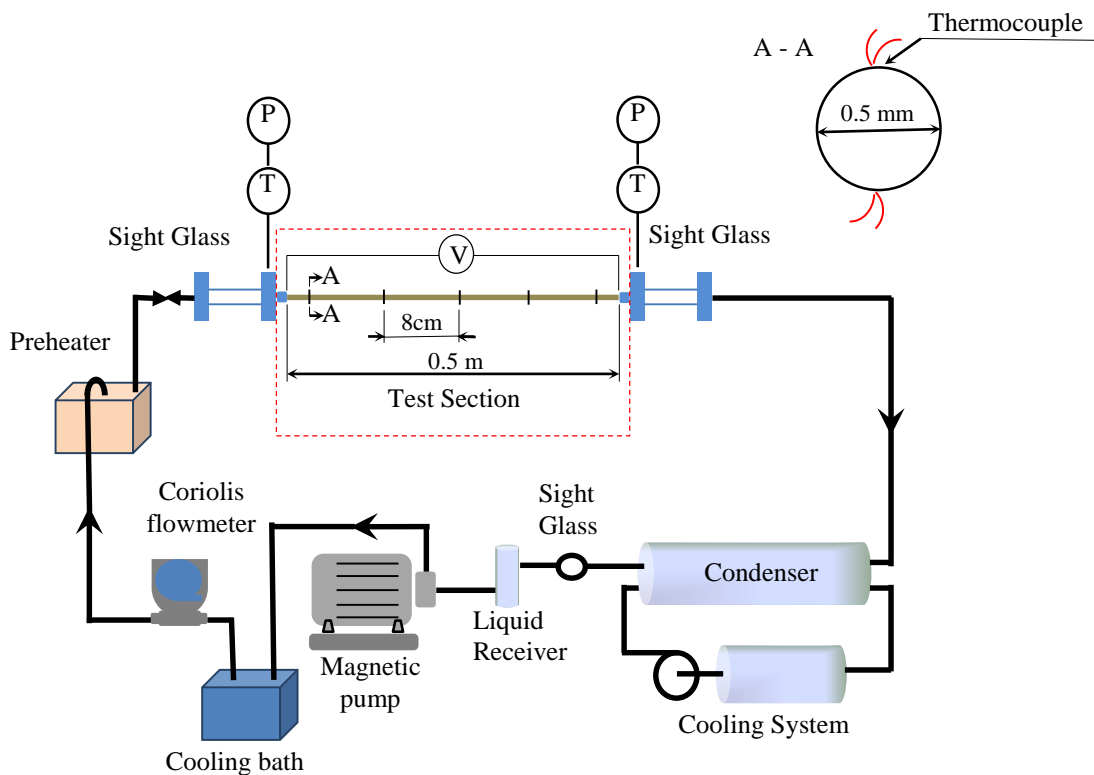 Thermocouple
A - A
0.5 mm
P
P
T
T
Sight Glass
Sight Glass
V
A
A
8cm
0.5 m
Test Section
Preheater
Coriolis
flowmeter
Sight
Glass
Condenser
Liquid
Receiver
Magnetic
pump
Cooling System
Cooling bath